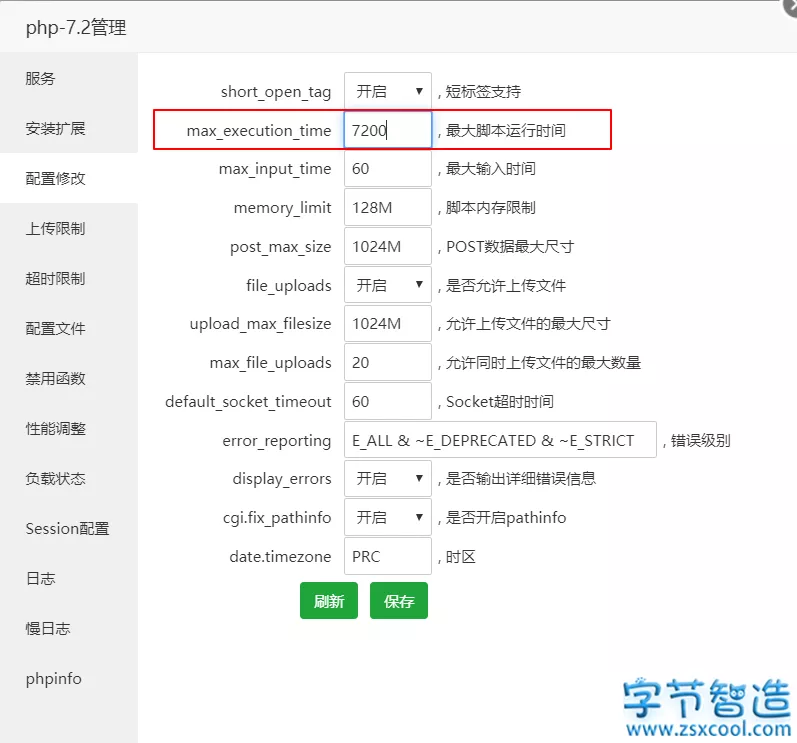 php-7.2管理
服务
安装扩展
配置修改
上传限制
超时限制
配置文件
禁用函数
性能调整
负载状态
Session配置
日志
慢日志
phpinfo
short_open_tag 开启 ▼ , 短标签支持
max_execution_time 7200 , 最大脚本运行时间
max_input_time 60 , 最大输入时间
memory_limit 128M , 脚本内存限制
post_max_size 1024M , POST数据最大尺寸
file_uploads 开启 ▼ , 是否允许上传文件
upload_max_filesize 1024M , 允许上传文件的最大尺寸
max_file_uploads 20 , 允许同时上传文件的最大数量
default_socket_timeout 60 , Socket超时时间
error_reporting E_ALL & ~E_DEPRECATED & ~E_STRICT , 错误级别
display_errors 开启 ▼ , 是否输出详细错误信息
cgi.fix_pathinfo 开启 ▼ , 是否开启pathinfo
date.timezone PRC , 时区
刷新 保存
字节智造
www.zsxcool.com